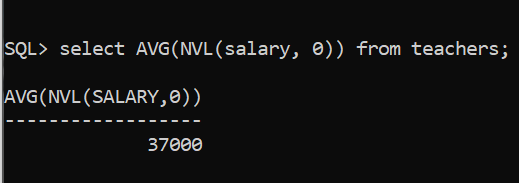 SQL> select AVG(NVL(salary, 0)) from teachers;
AVG(NVL(SALARY,0))
------------------
37000